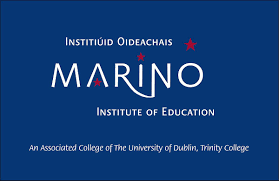 Institiúid Oideachais
MARINO
Institute of Education
An Associated College of The University of Dublin, Trinity College